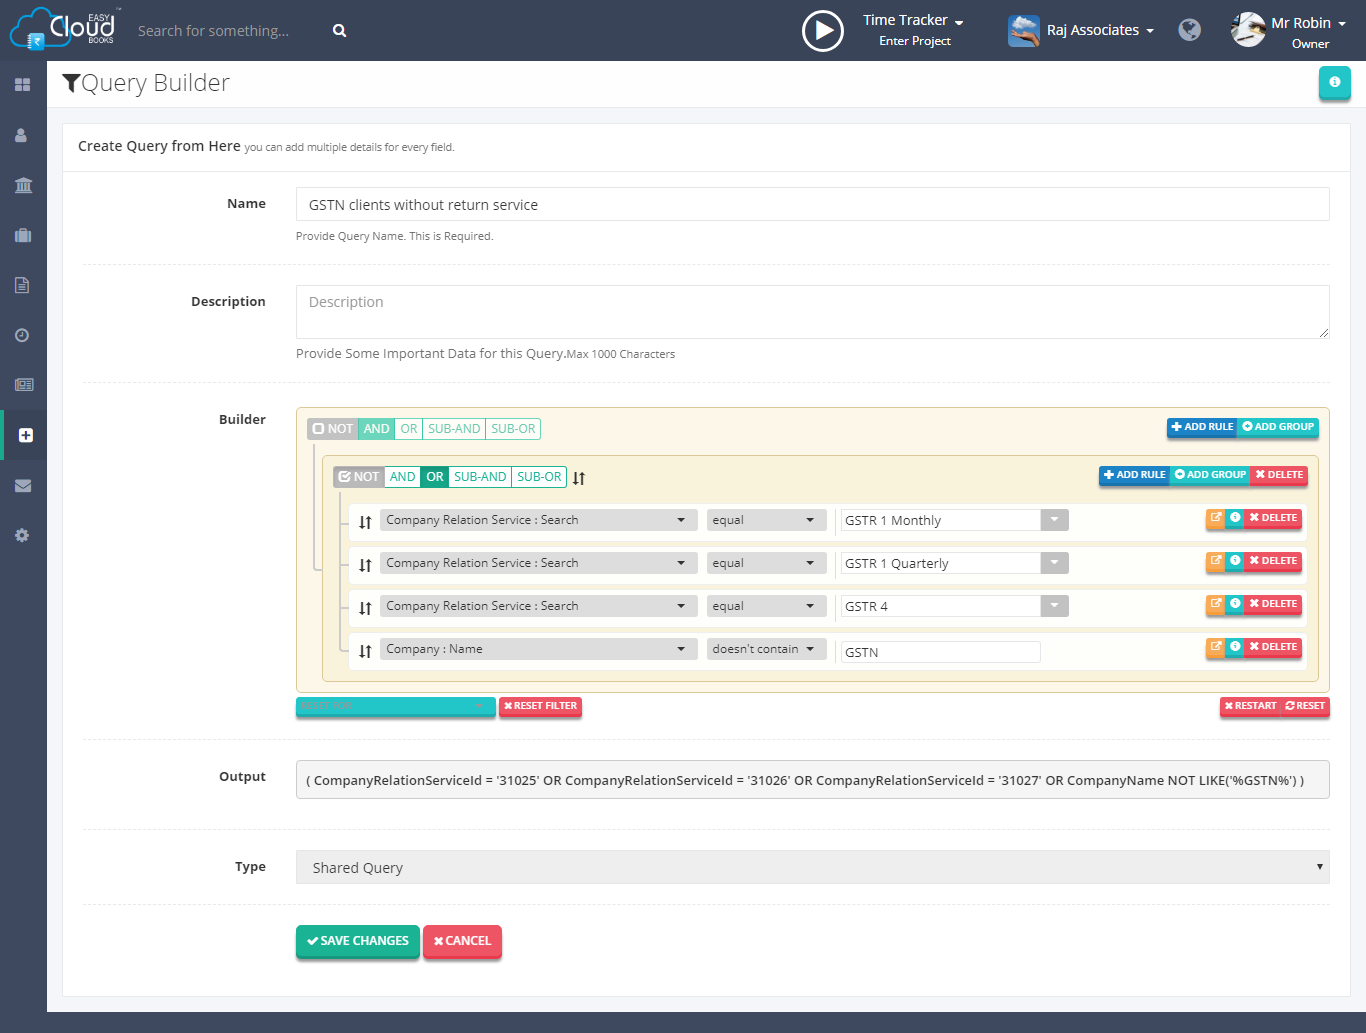 EASY
Cloud
BOOKS
Search for something...
Time Tracker
Enter Project
Raj Associates
Mr Robin
Owner
Query Builder
Create Query from Here you can add multiple details for every field.
Name
GSTN clients without return service
Provide Query Name. This is Required.
Description
Description
Provide Some Important Data for this Query.Max 1000 Characters
Builder
NOT AND OR SUB-AND SUB-OR
ADD RULE ADD GROUP
NOT AND OR SUB-AND SUB-OR
ADD RULE ADD GROUP DELETE
Company Relation Service : Search equal GSTR 1 Monthly DELETE
Company Relation Service : Search equal GSTR 1 Quarterly DELETE
Company Relation Service : Search equal GSTR 4 DELETE
Company : Name doesn't contain GSTN DELETE
RESET FOR RESET FILTER RESTART RESET
Output
( CompanyRelationServiceId = '31025' OR CompanyRelationServiceId = '31026' OR CompanyRelationServiceId = '31027' OR CompanyName NOT LIKE('%GSTN%') )
Type
Shared Query
SAVE CHANGES CANCEL